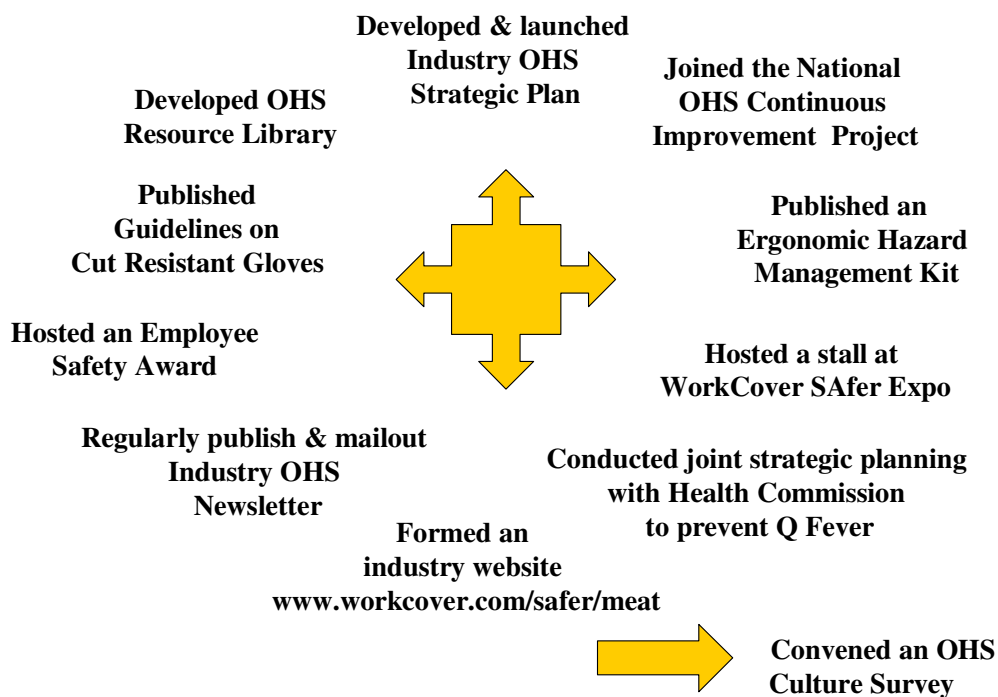 Developed & launched
Industry OHS
Strategic Plan
Joined the National
OHS Continuous
Improvement Project
Developed OHS
Resource Library
Published
Guidelines on
Cut Resistant Gloves
Published an
Ergonomic Hazard
Management Kit
Hosted an Employee
Safety Award
Hosted a stall at
WorkCover SAfer Expo
Regularly publish & mailout
Industry OHS
Newsletter
Conducted joint strategic planning
with Health Commission
to prevent Q Fever
Formed an
industry website
www.workcover.com/safer/meat
Convened an OHS
Culture Survey